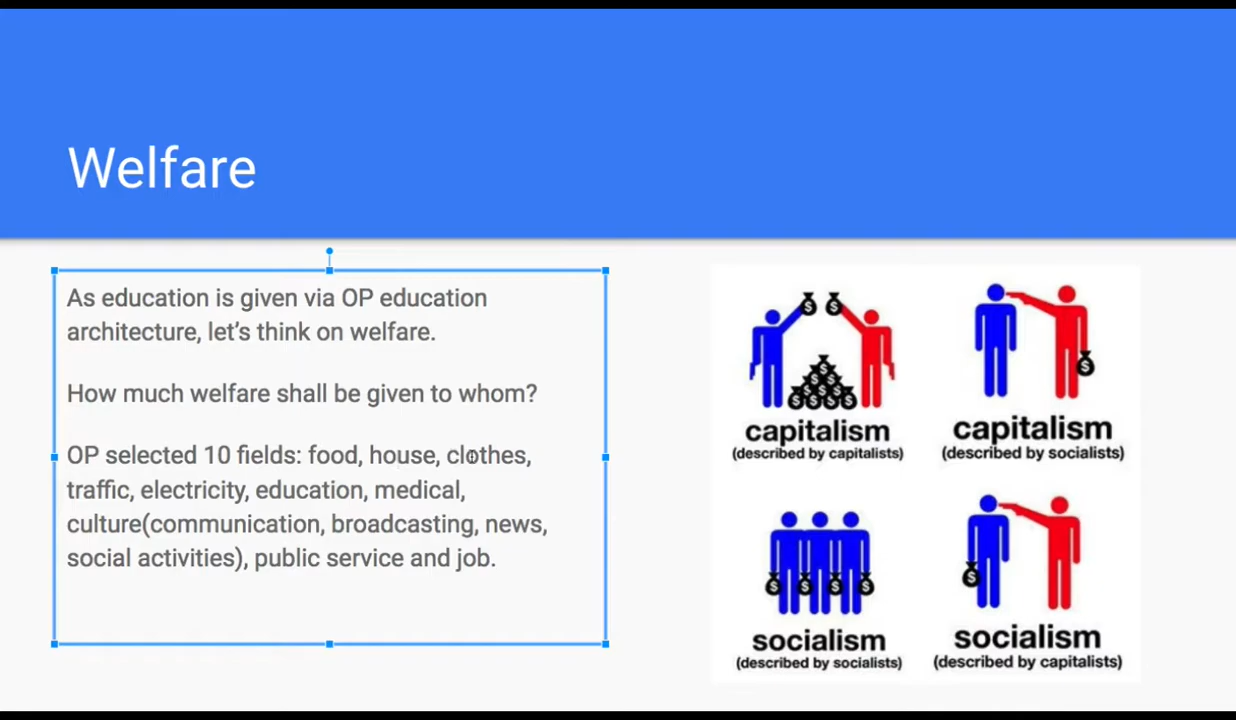 Welfare
As education is given via OP education
architecture, let's think on welfare.
How much welfare shall be given to whom?
OP selected 10 fields: food, house, clothes,
traffic, electricity, education, medical,
culture(communication, broadcasting, news,
social activities), public service and job.
capitalism
(described by capitalists)
capitalism
(described by socialists)
socialism
(described by socialists)
socialism
(described by capitalists)